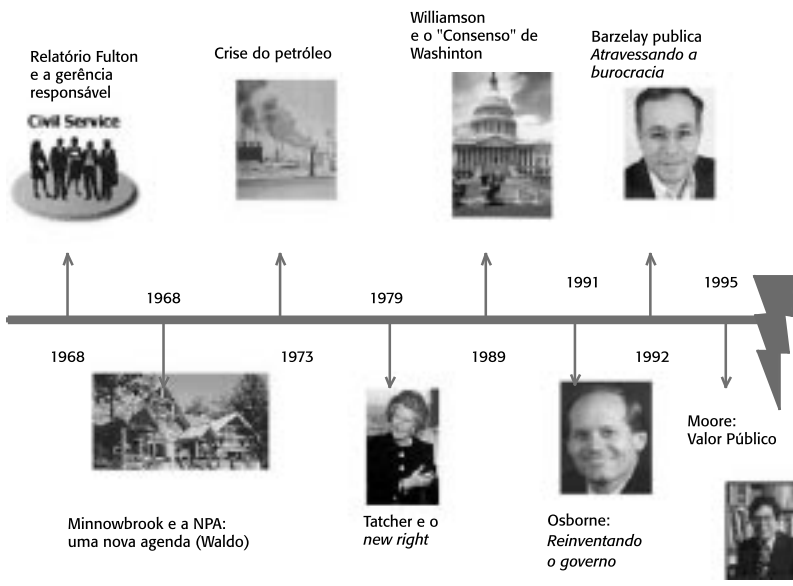 Relatório Fulton
e a gerência
responsável
Civil Service
Crise do petróleo
Williamson
e o "Consenso" de
Washinton
Barzelay publica
Atravessando a
burocracia
1968
1979
1991
1995
1968
1973
1989
1992
Minnowbrook e a NPA:
uma nova agenda (Waldo)
Tatcher e o
new right
Osborne:
Reinventando
o governo
Moore:
Valor Público